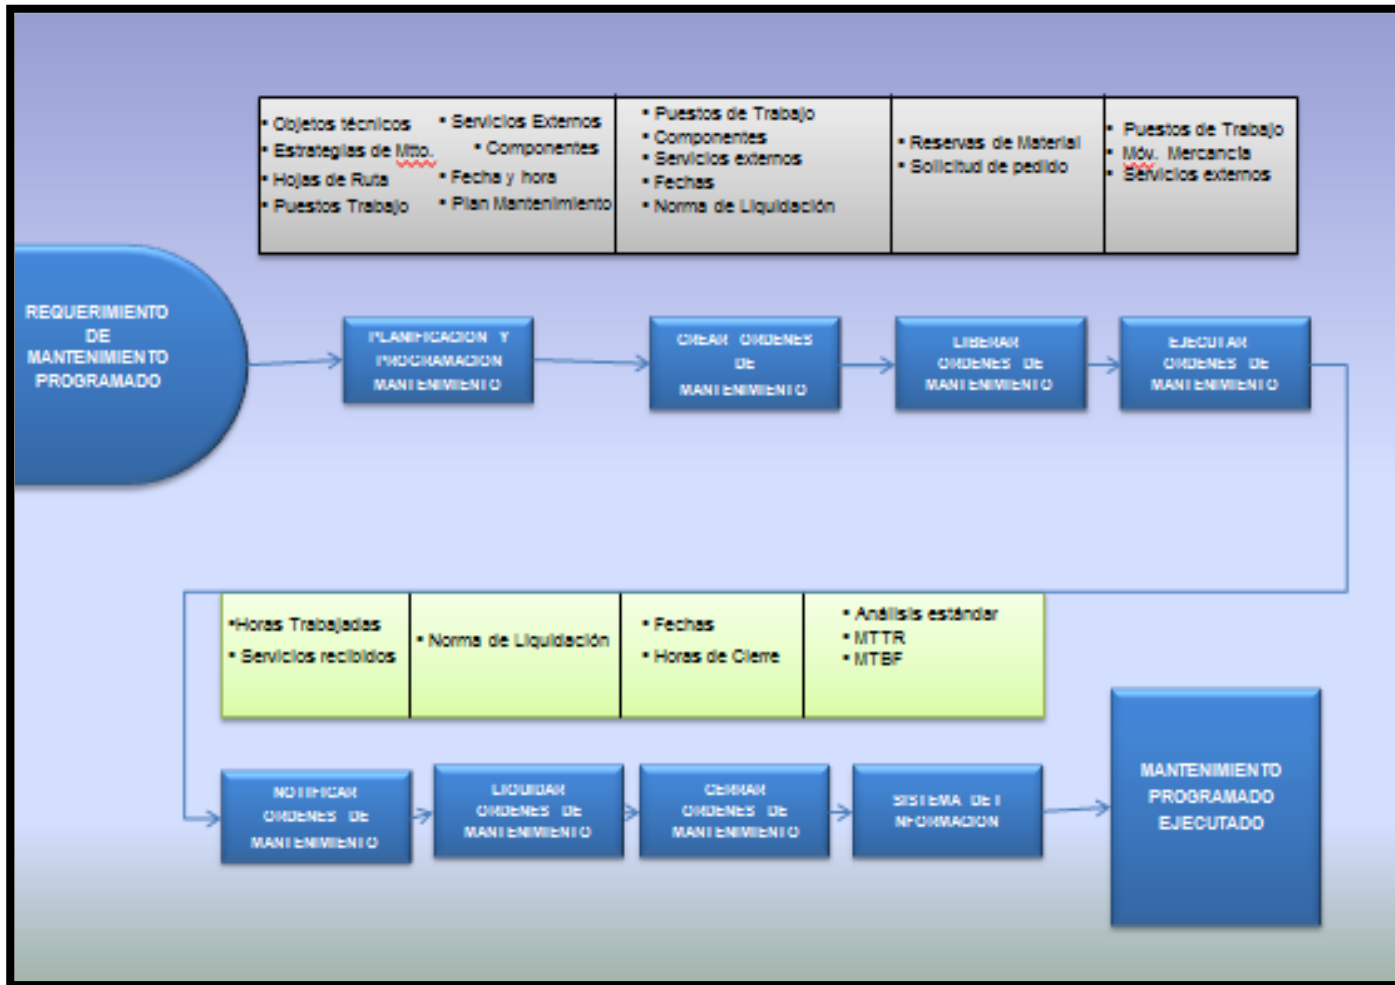 ▪ Objetos técnicos
▪ Estrategias de Mtto.
▪ Hojas de Ruta
▪ Puestos Trabajo
▪ Servicios Externos
▪ Componentes
▪ Fecha y hora
▪ Plan Mantenimiento
▪ Puestos de Trabajo
▪ Componentes
▪ Servicios externos
▪ Fechas
▪ Norma de Liquidación
▪ Reservas de Material
▪ Solicitud de pedido
▪ Puestos de Trabajo
▪ Móv. Mercancía
▪ Servicios externos
REQUERIMIENTO
DE
MANTENIMIENTO
PROGRAMADO
PLANIFICACION Y
PROGRAMACION
MANTENIMIENTO
CREAR ORDENES
DE
MANTENIMIENTO
LIBERAR
ORDENES DE
MANTENIMIENTO
EJECUTAR
ORDENES DE
MANTENIMIENTO
▪Horas Trabajadas
▪ Servicios recibidos
▪ Norma de Liquidación
▪ Fechas
▪ Horas de Cierre
▪ Análisis estándar
▪ MTTR
▪ MTBF
NOTIFICAR
ORDENES DE
MANTENIMIENTO
LIQUIDAR
ORDENES DE
MANTENIMIENTO
CERRAR
ORDENES DE
MANTENIMIENTO
SISTEMA DE I
NFORMACION
MANTENIMIENTO
PROGRAMADO
EJECUTADO